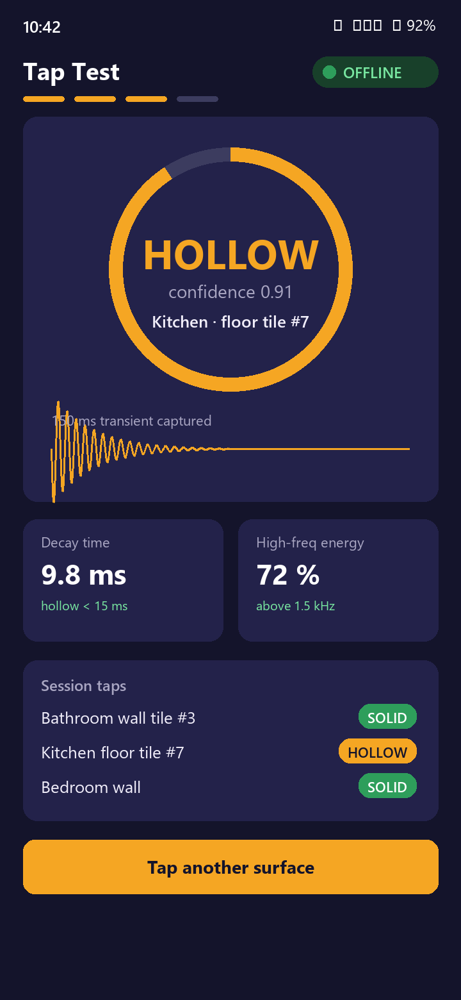 10:42
92%
Tap Test
OFFLINE
HOLLOW
confidence 0.91
Kitchen · floor tile #7
150 ms transient captured
Decay time
9.8 ms
hollow < 15 ms
High-freq energy
72 %
above 1.5 kHz
Session taps
Bathroom wall tile #3
SOLID
Kitchen floor tile #7
HOLLOW
Bedroom wall
SOLID
Tap another surface